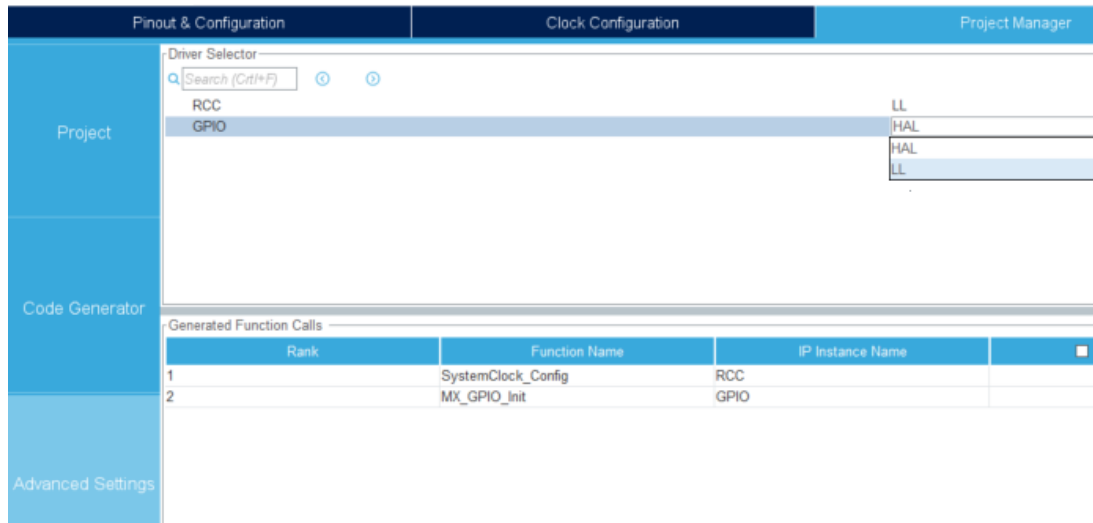 Pinout & Configuration
Clock Configuration
Project Manager
Project
Code Generator
Advanced Settings
Driver Selector
Search (Crtl+F)
RCC LL
GPIO HAL
HAL
LL
Generated Function Calls
Rank Function Name IP Instance Name
1 SystemClock_Config RCC
2 MX_GPIO_Init GPIO